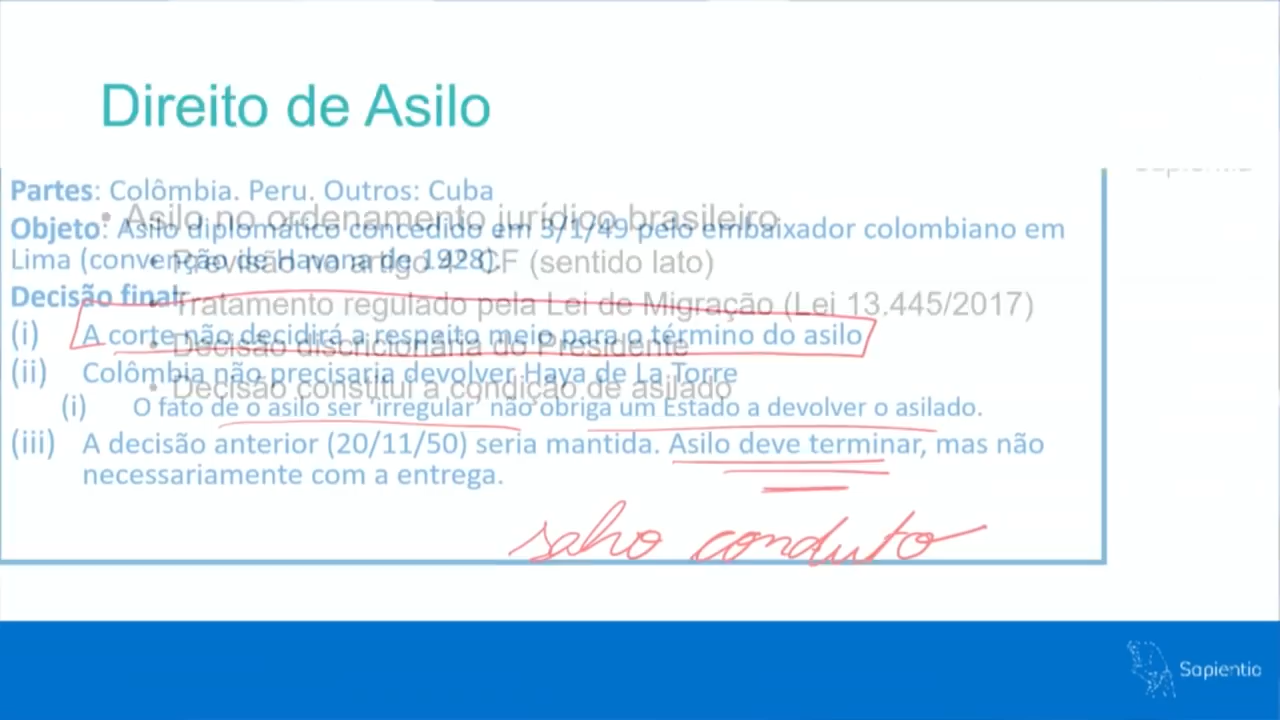 Direito de Asilo
Partes: Colômbia. Peru. Outros: Cuba
• Asilo no ordenamento jurídico brasileiro
Objeto: Asilo diplomático concedido em 3/1/49 pelo embaixador colombiano em
Lima (convenção de Havana de 1928).
• Previsão no artigo 4º CF (sentido lato)
Decisão final:
• Tratamento regulado pela Lei de Migração (Lei 13.445/2017)
(i) A corte não decidirá a respeito meio para o término do asilo
• Decisão discricionária do Presidente
(ii) Colômbia não precisaria devolver Haya de La Torre
• Decisão constitui a condição de asilado
(i) O fato de o asilo ser 'irregular' não obriga um Estado a devolver o asilado.
(iii) A decisão anterior (20/11/50) seria mantida. Asilo deve terminar, mas não
necessariamente com a entrega.
salvo conduto
Sapientia